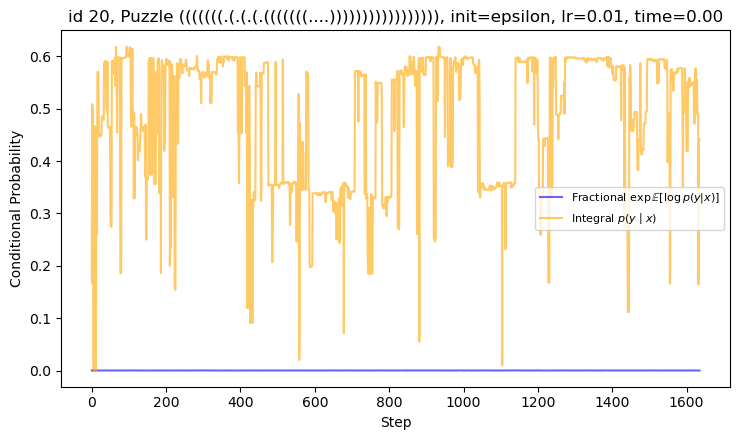 id 20, Puzzle (((((((.(.(.(.(((((((....))))))))))))))))), init=epsilon, lr=0.01, time=0.00
0.6
0.5
0.4
0.3
0.2
0.1
0.0
Conditional Probability
Fractional exp𝔼[log p(y|x)]
Integral p(y | x)
0 200 400 600 800 1000 1200 1400 1600
Step